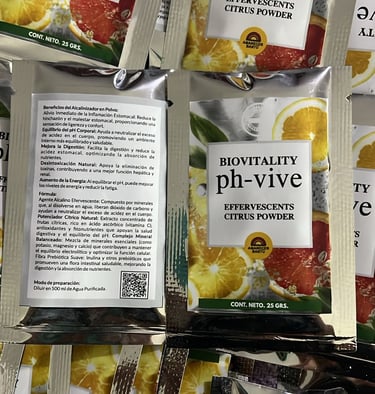 EFFERVESCENTS
CITRUS POWDER
CONT. NETO. 25 GRS.
Beneficios del Alcalinizador en Polvo:
Alivio Inmediato de la Inflamación Estomacal: Reduce la
hinchazón y el malestar estomacal, proporcionando una
sensación de ligereza y confort.
Equilibrio del pH Corporal: Ayuda a neutralizar el exceso
de acidez en el cuerpo, promoviendo un ambiente
interno más equilibrado y saludable.
Mejora la Digestión: Facilita la digestión y reduce la
acidez estomacal, optimizando la absorción de
nutrientes.
Desintoxicación Natural: Apoya la eliminación de
toxinas, contribuyendo a una mejor función hepática y
renal.
Aumento de la Energía: Al equilibrar el pH, puede mejorar
los niveles de energía y reducir la fatiga.
Fórmula:
Agente Alcalino Efervescente: Compuesto por minerales
que, al disolverse en agua, liberan dióxido de carbono y
ayudan a neutralizar el exceso de acidez en el cuerpo.
Potenciador Cítrico Natural: Extracto concentrado de
frutas cítricas, rico en ácido ascórbico (vitamina C),
antioxidantes y fitonutrientes que apoyan la salud
digestiva y el equilibrio del pH. Complejo Mineral
Balanceado: Mezcla de minerales esenciales (como
potasio, magnesio y calcio) que contribuyen a mantener
el equilibrio electrolítico y optimizar la función celular.
Fibra Prebiótica Suave: Inulina y otros prebióticos que
promueven una flora intestinal saludable, mejorando la
digestión y la absorción de nutrientes.
Modo de preparación:
Diluir en 500 ml de Agua Purificada.
BIOVITALITY
ph-vive
EFFERVESCENTS
CITRUS POWDER
CONT. NETO. 25 GRS.